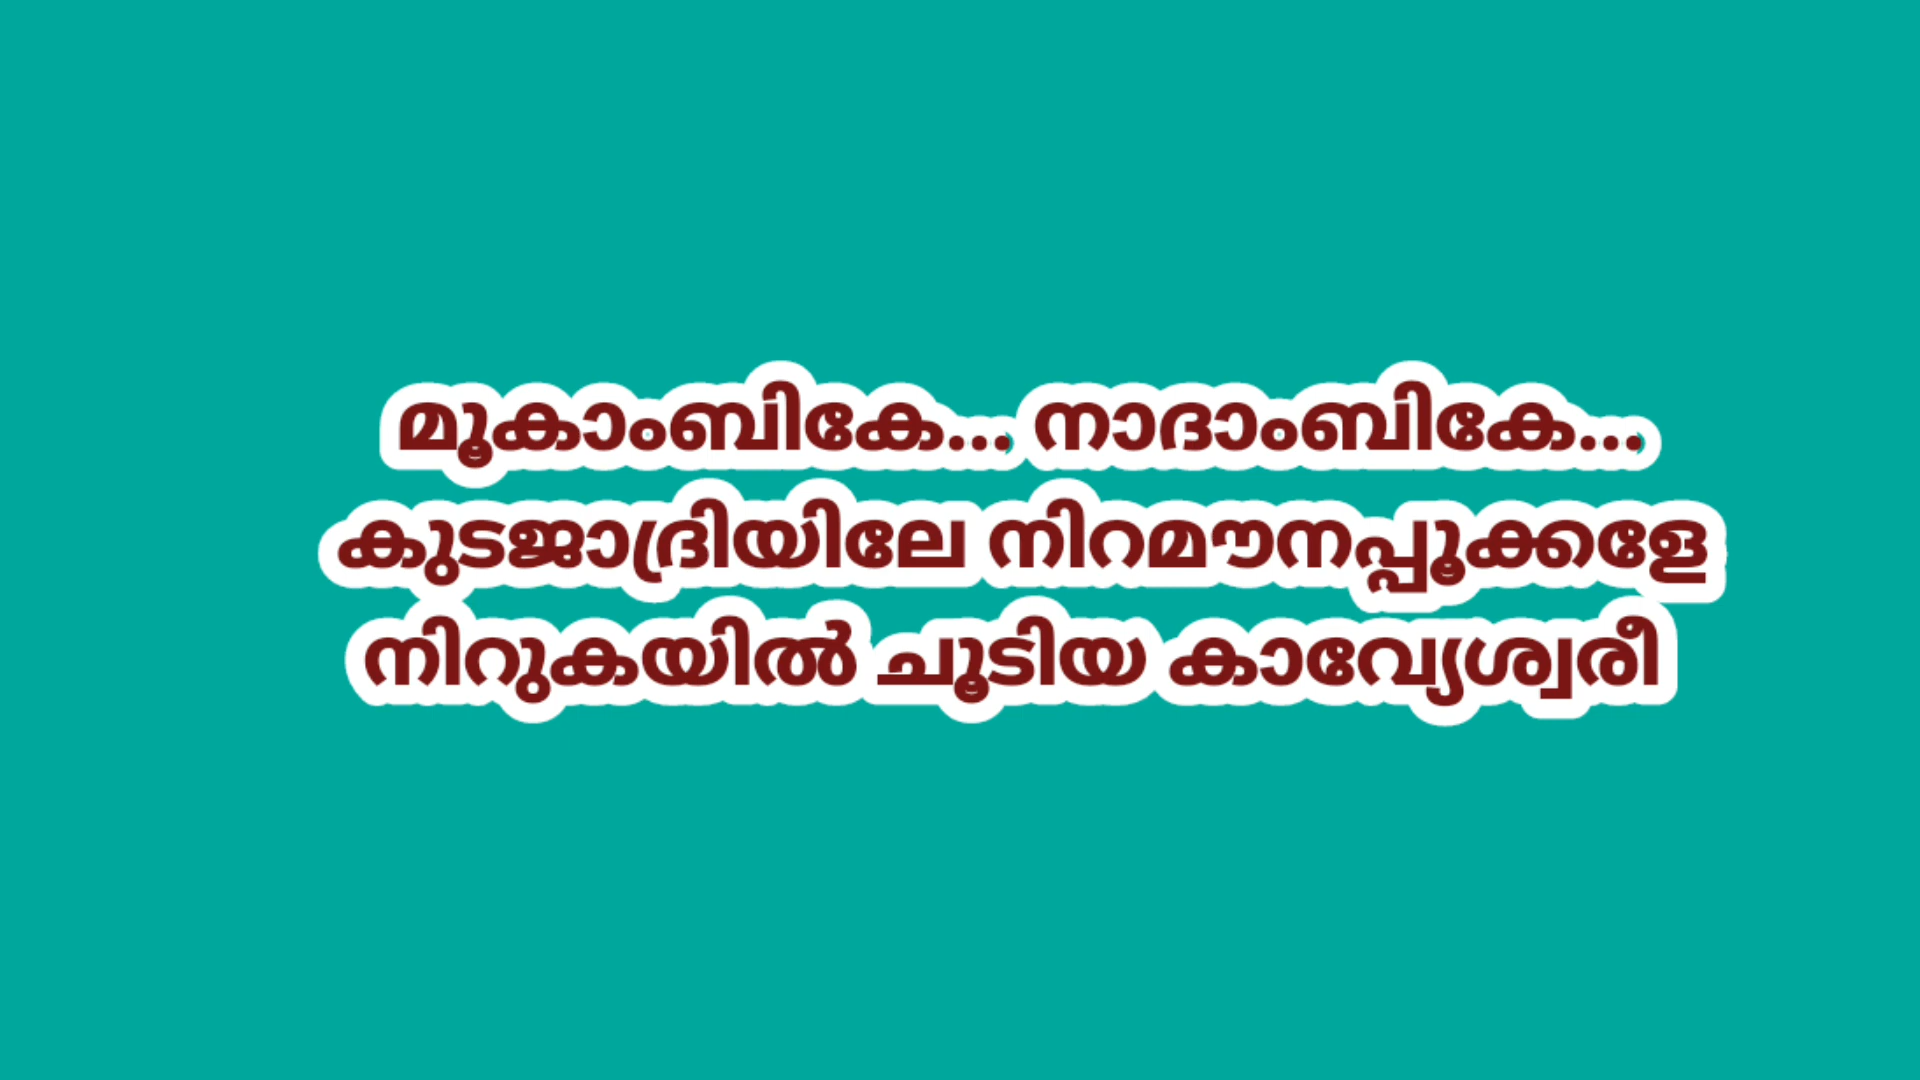 മൂകാംബികേ... നാദാംബികേ...
കുടജാദ്രിയിലേ നിറമൗനപ്പൂക്കളേ
നിറുകയിൽ ചൂടിയ കാവ്യേശ്വരീ